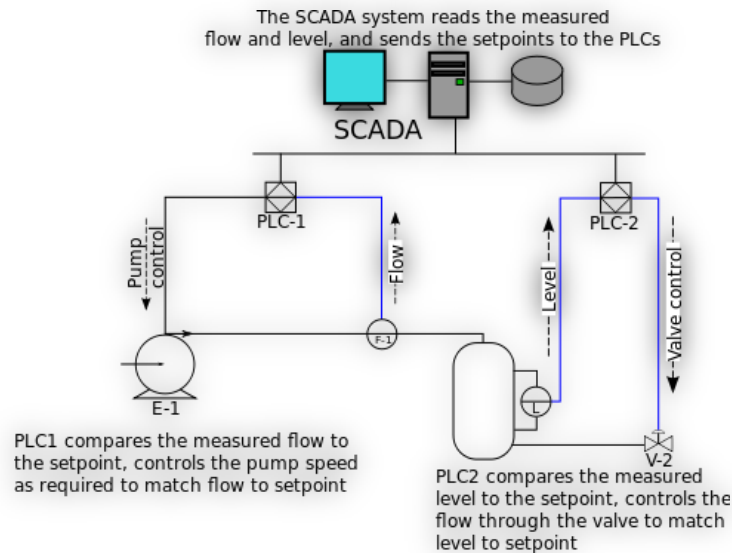 The SCADA system reads the measured
flow and level, and sends the setpoints to the PLCs
SCADA
PLC-1
PLC-2
Pump
control
Flow
Level
Valve control
F-1
L
E-1
V-2
PLC1 compares the measured flow to
the setpoint, controls the pump speed
as required to match flow to setpoint
PLC2 compares the measured
level to the setpoint, controls the
flow through the valve to match
level to setpoint